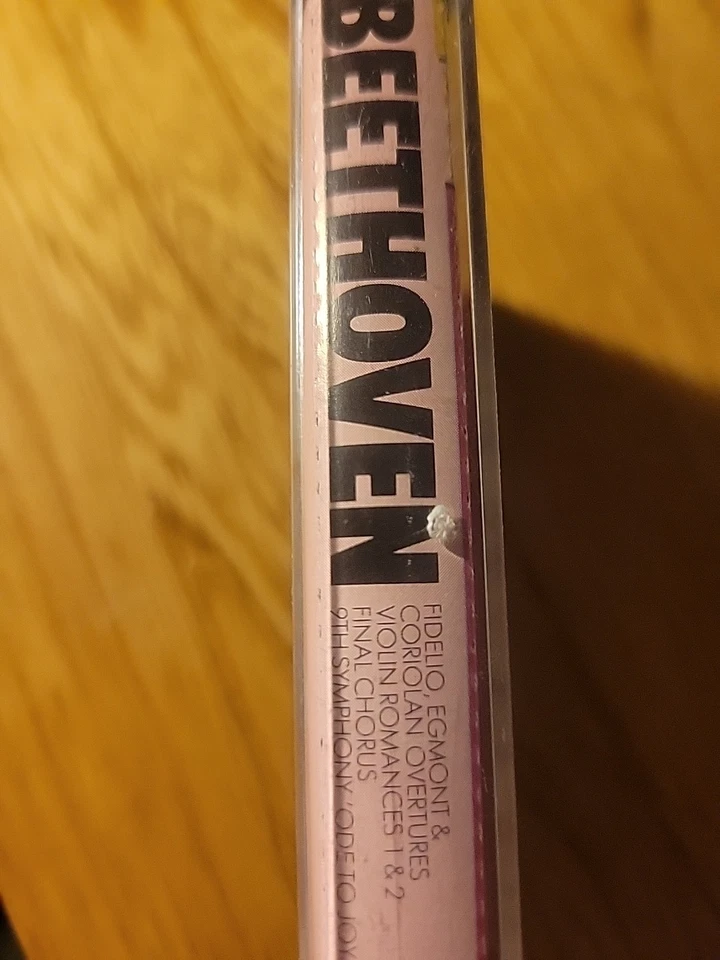 BEETHOVEN
FIDELIO, EGMONT &
CORIOLAN OVERTURES
VIOLIN ROMANCES 1 & 2
FINAL CHORUS
9TH SYMPHONY 'ODE TO JOY